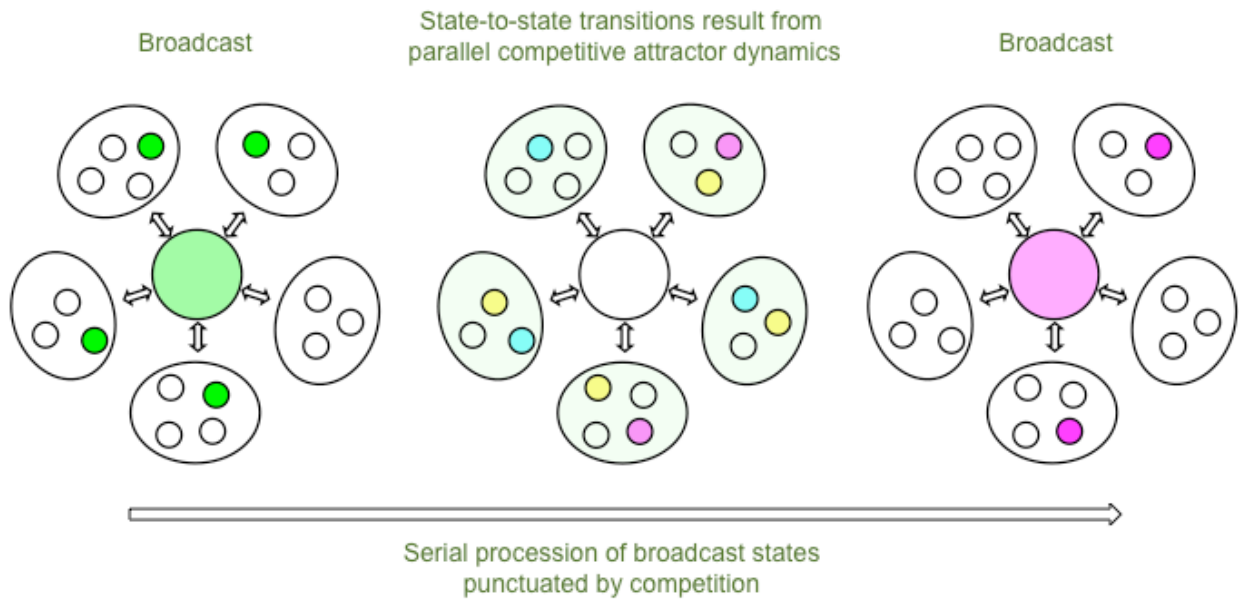 Broadcast
State-to-state transitions result from
parallel competitive attractor dynamics
Broadcast
Serial procession of broadcast states
punctuated by competition